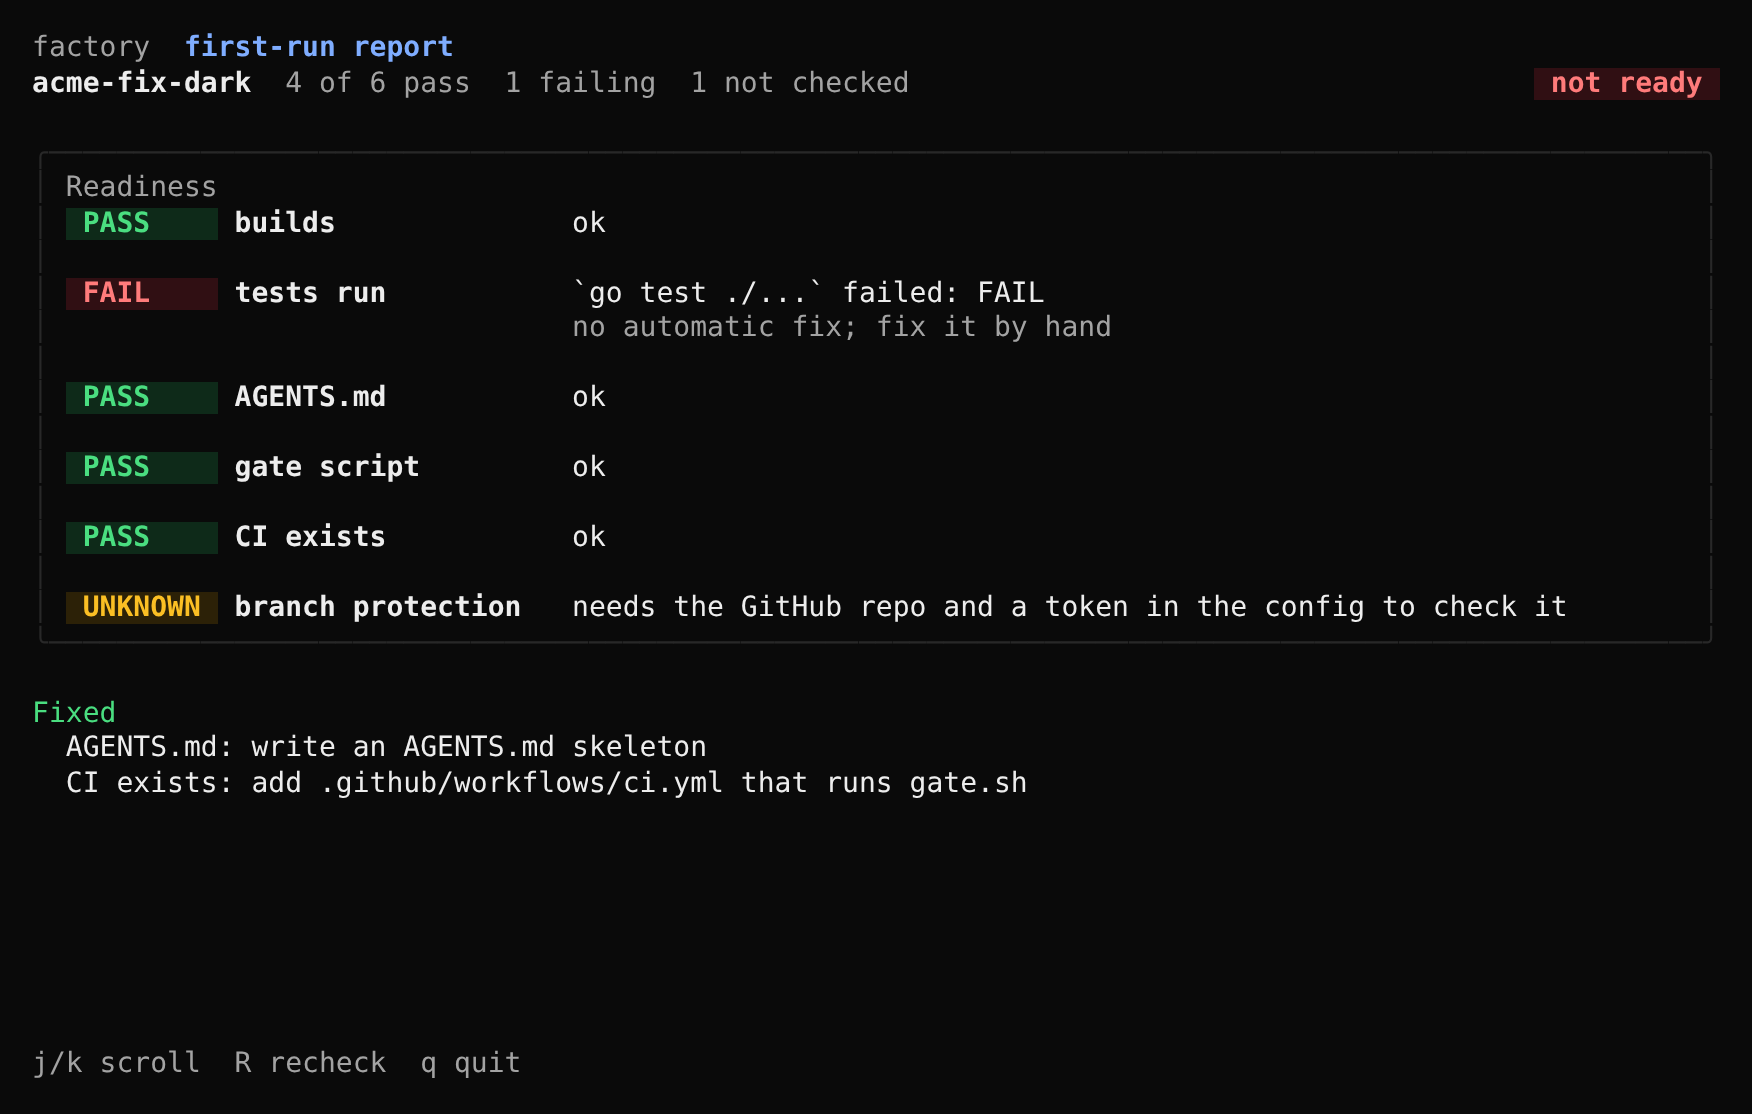 factory  first-run report
acme-fix-dark  4 of 6 pass  1 failing  1 not checked  not ready
Readiness
PASS  builds  ok
FAIL  tests run  `go test ./...` failed: FAIL
no automatic fix; fix it by hand
PASS  AGENTS.md  ok
PASS  gate script  ok
PASS  CI exists  ok
UNKNOWN  branch protection  needs the GitHub repo and a token in the config to check it
Fixed
AGENTS.md: write an AGENTS.md skeleton
CI exists: add .github/workflows/ci.yml that runs gate.sh
j/k scroll  R recheck  q quit